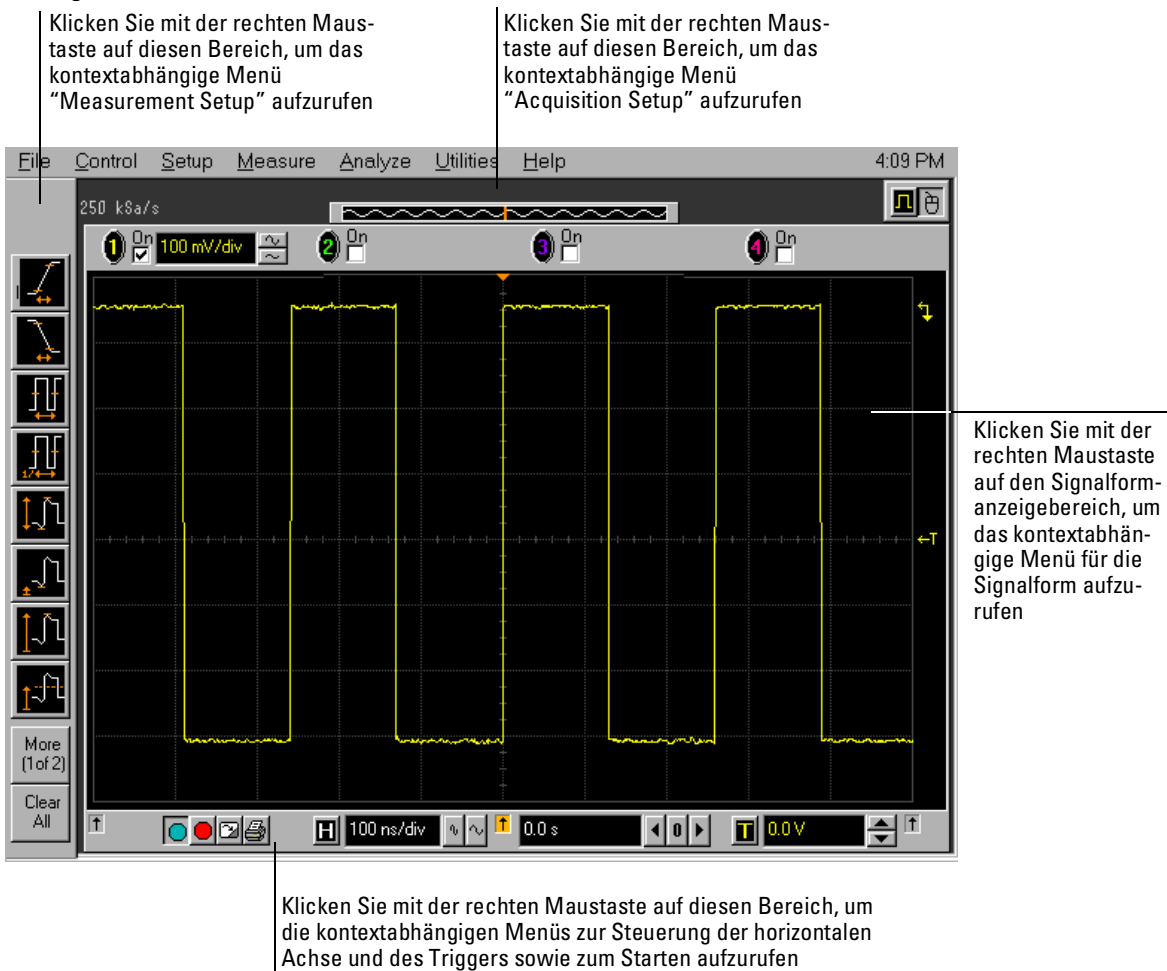 Klicken Sie mit der rechten Maus-
taste auf diesen Bereich, um das
kontextabhängige Menü
“Measurement Setup” aufzurufen
Klicken Sie mit der rechten Maus-
taste auf diesen Bereich, um das
kontextabhängige Menü
“Acquisition Setup” aufzurufen
File Control Setup Measure Analyze Utilities Help 4:09 PM
250 kSa/s
1 On 100 mV/div 2 On 3 On 4 On
←T
Klicken Sie mit der
rechten Maustaste
auf den Signalform-
anzeigebereich, um
das kontextabhän-
gige Menü für die
Signalform aufzu-
rufen
More
(1of 2)
Clear
All
H 100 ns/div 0.0 s 0 T 0.0 V
Klicken Sie mit der rechten Maustaste auf diesen Bereich, um
die kontextabhängigen Menüs zur Steuerung der horizontalen
Achse und des Triggers sowie zum Starten aufzurufen